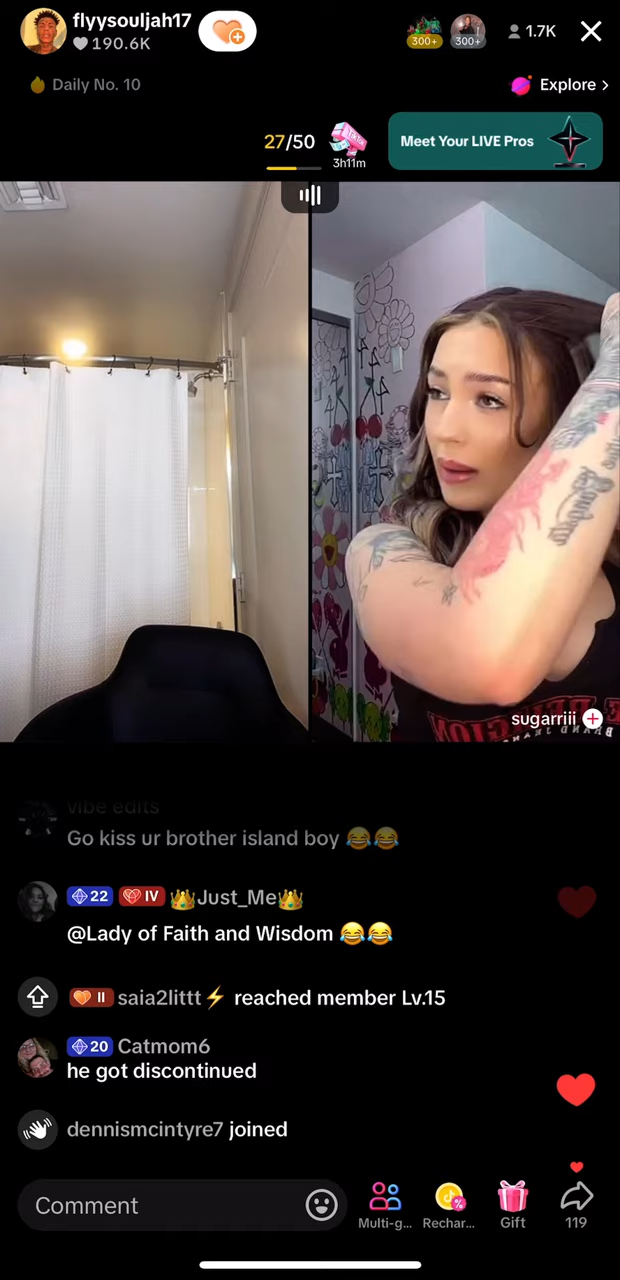 flyysouljah17
190.6K
300+
300+
1.7K
Daily No. 10
Explore >
27/50
3h11m
Meet Your LIVE Pros
sugarriii
vibe edits
Go kiss ur brother island boy 😂😂
22 IV 👑Just_Me👑
@Lady of Faith and Wisdom 😂😂
II saia2littt⚡ reached member Lv.15
20 Catmom6
he got discontinued
dennismcintyre7 joined
Comment
Multi-g...
Rechar...
Gift
119